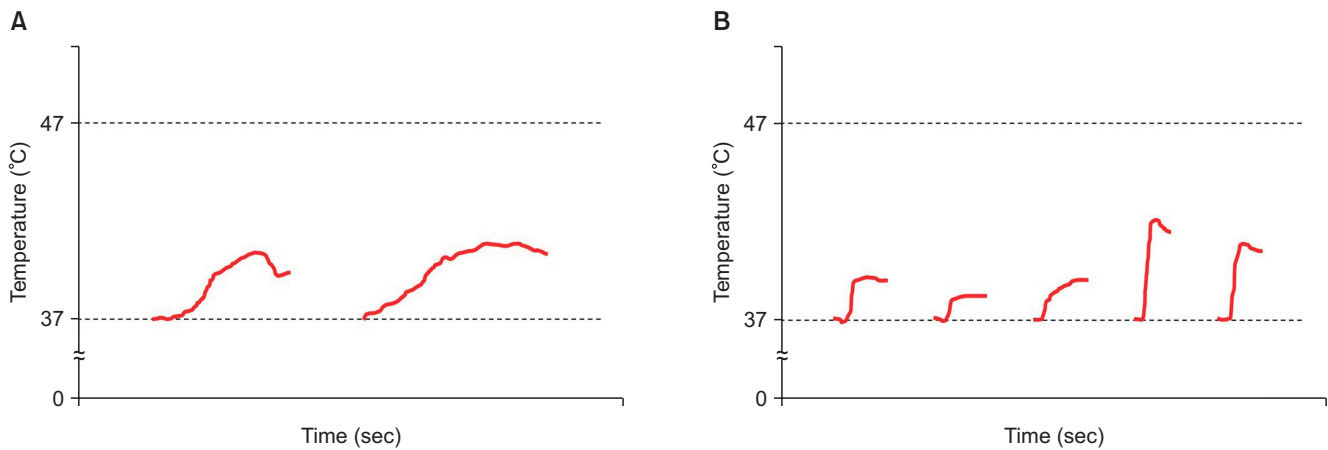 A
47
37
≈
0
Temperature (°C)
Time (sec)
B
47
37
≈
0
Temperature (°C)
Time (sec)